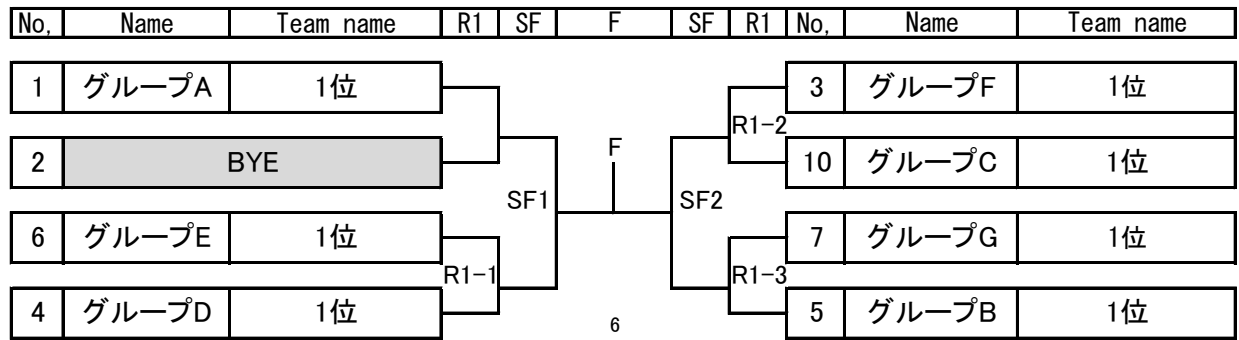 No, Name Team name R1 SF F SF R1 No, Name Team name
1 グループA 1位 3 グループF 1位
R1-2
2 BYE F 10 グループC 1位
SF1 SF2
6 グループE 1位 7 グループG 1位
R1-1 R1-3
4 グループD 1位 6 5 グループB 1位